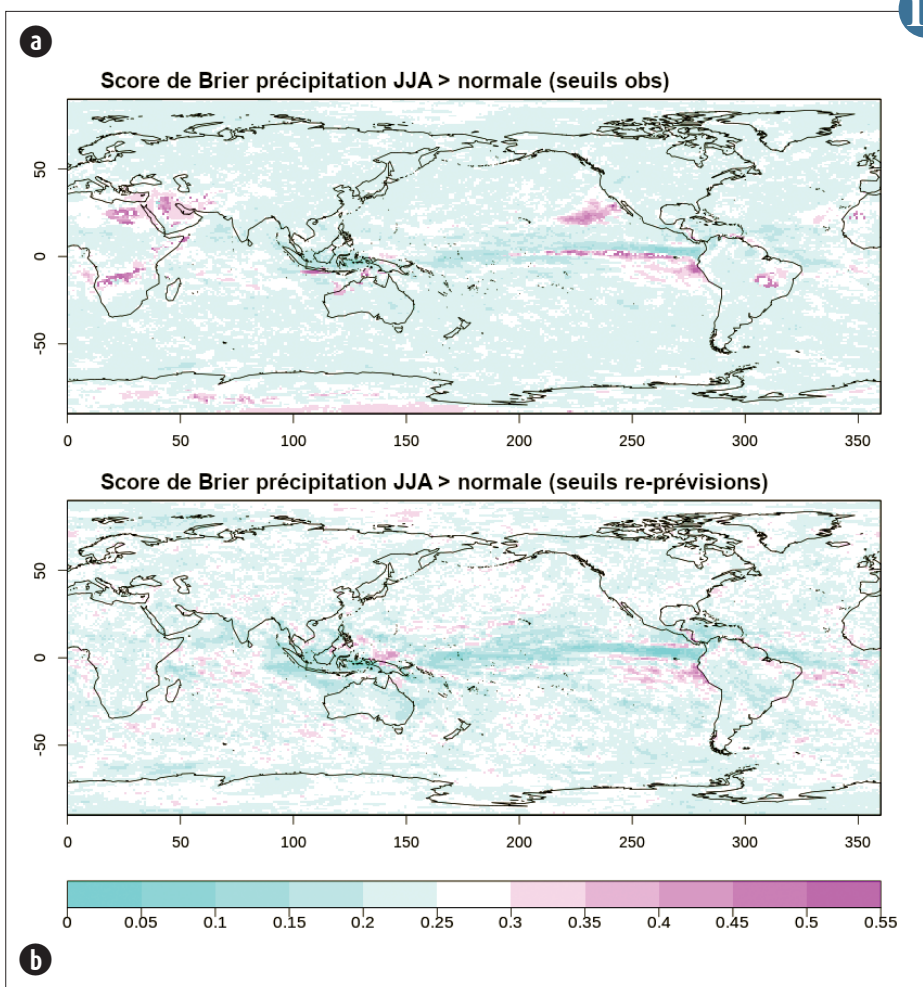 a
Score de Brier précipitation JJA > normale (seuils obs)
50
0
-50
0 50 100 150 200 250 300 350
Score de Brier précipitation JJA > normale (seuils re-prévisions)
50
0
-50
0 50 100 150 200 250 300 350
0 0.05 0.1 0.15 0.2 0.25 0.3 0.35 0.4 0.45 0.5 0.55
b